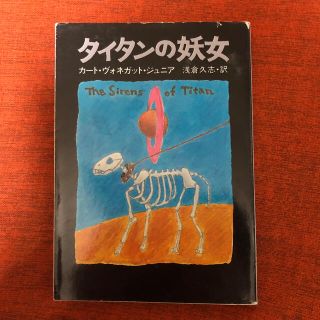 タイタンの妖女
カート・ヴォネガット・ジュニア 浅倉久志・訳
The Sirens of Titan